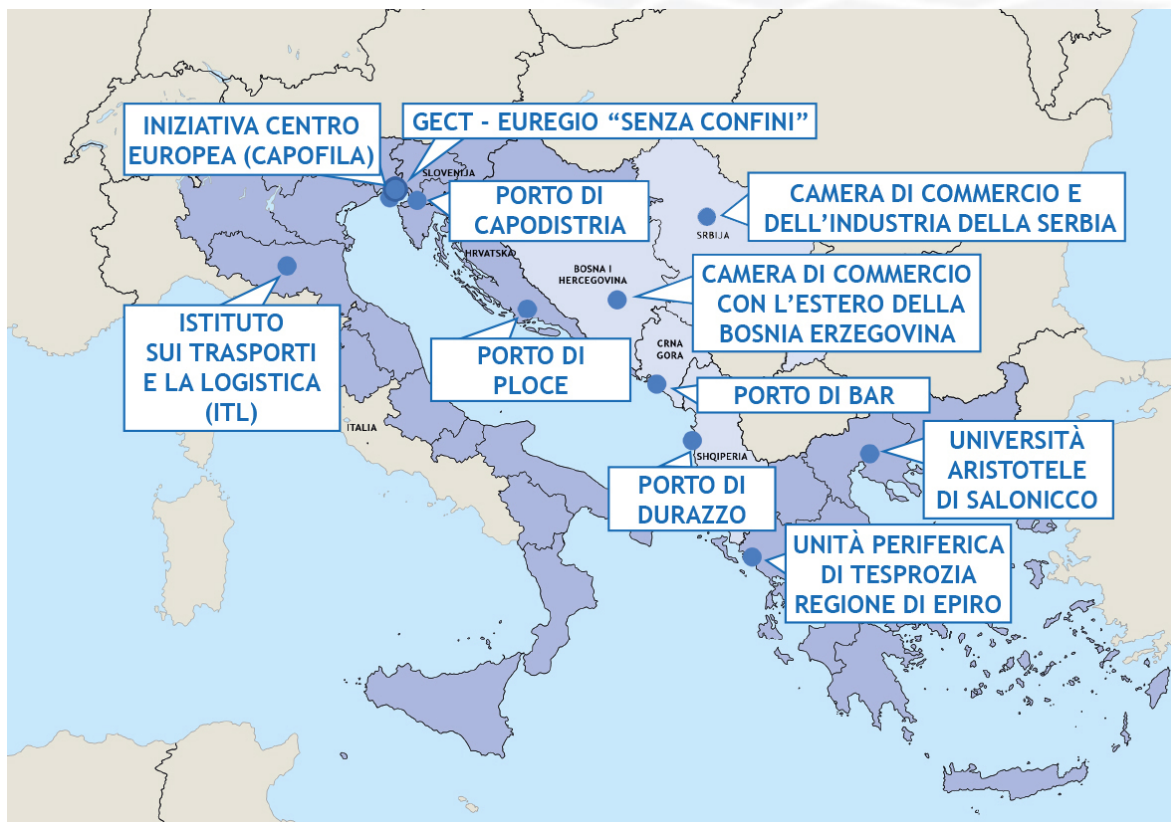 INIZIATIVA CENTRO
EUROPEA (CAPOFILA)
GECT - EUREGIO “SENZA CONFINI”
SLOVENIJA
PORTO DI
CAPODISTRIA
CAMERA DI COMMERCIO E
DELL’INDUSTRIA DELLA SERBIA
SRBIJA
HRVATSKA
BOSNA I
HERCEGOVINA
CAMERA DI COMMERCIO
CON L’ESTERO DELLA
BOSNIA ERZEGOVINA
ISTITUTO
SUI TRASPORTI
E LA LOGISTICA
(ITL)
PORTO DI
PLOCE
CRNA
GORA
PORTO DI BAR
ITALIA
SHQIPERIA
UNIVERSITÀ
ARISTOTELE
DI SALONICCO
PORTO DI
DURAZZO
UNITÀ PERIFERICA
DI TESPROZIA
REGIONE DI EPIRO